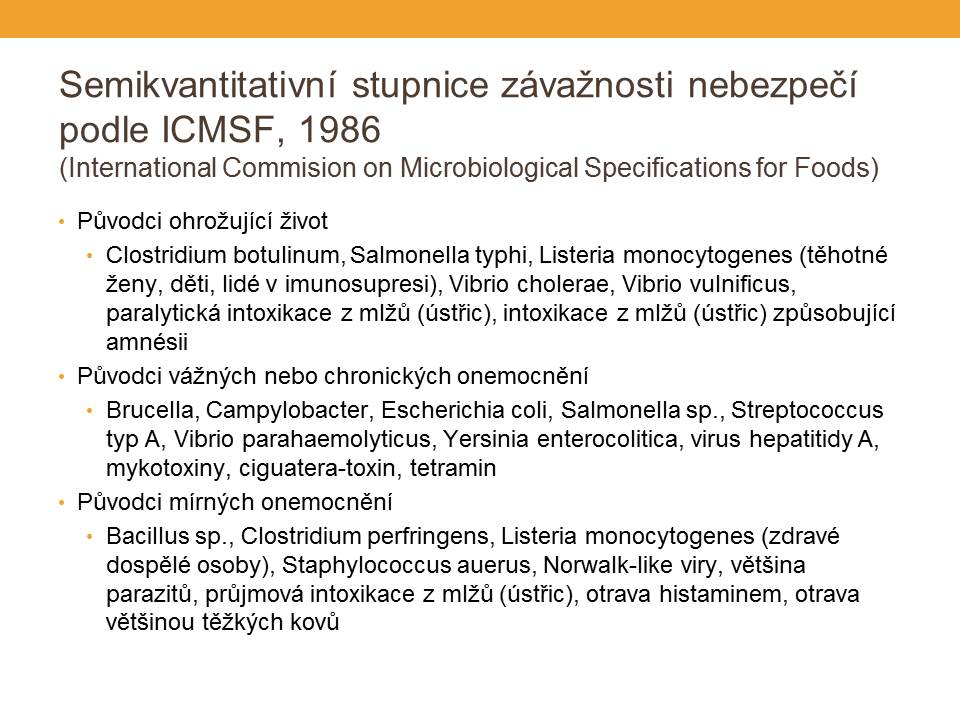 Semikvantitativní stupnice závažnosti nebezpečí
podle ICMSF, 1986
(International Commision on Microbiological Specifications for Foods)
• Původci ohrožující život
• Clostridium botulinum, Salmonella typhi, Listeria monocytogenes (těhotné
ženy, děti, lidé v imunosupresi), Vibrio cholerae, Vibrio vulnificus,
paralytická intoxikace z mlžů (ústřic), intoxikace z mlžů (ústřic) způsobující
amnésii
• Původci vážných nebo chronických onemocnění
• Brucella, Campylobacter, Escherichia coli, Salmonella sp., Streptococcus
typ A, Vibrio parahaemolyticus, Yersinia enterocolitica, virus hepatitidy A,
mykotoxiny, ciguatera-toxin, tetramin
• Původci mírných onemocnění
• Bacillus sp., Clostridium perfringens, Listeria monocytogenes (zdravé
dospělé osoby), Staphylococcus auerus, Norwalk-like viry, většina
parazitů, průjmová intoxikace z mlžů (ústřic), otrava histaminem, otrava
většinou těžkých kovů